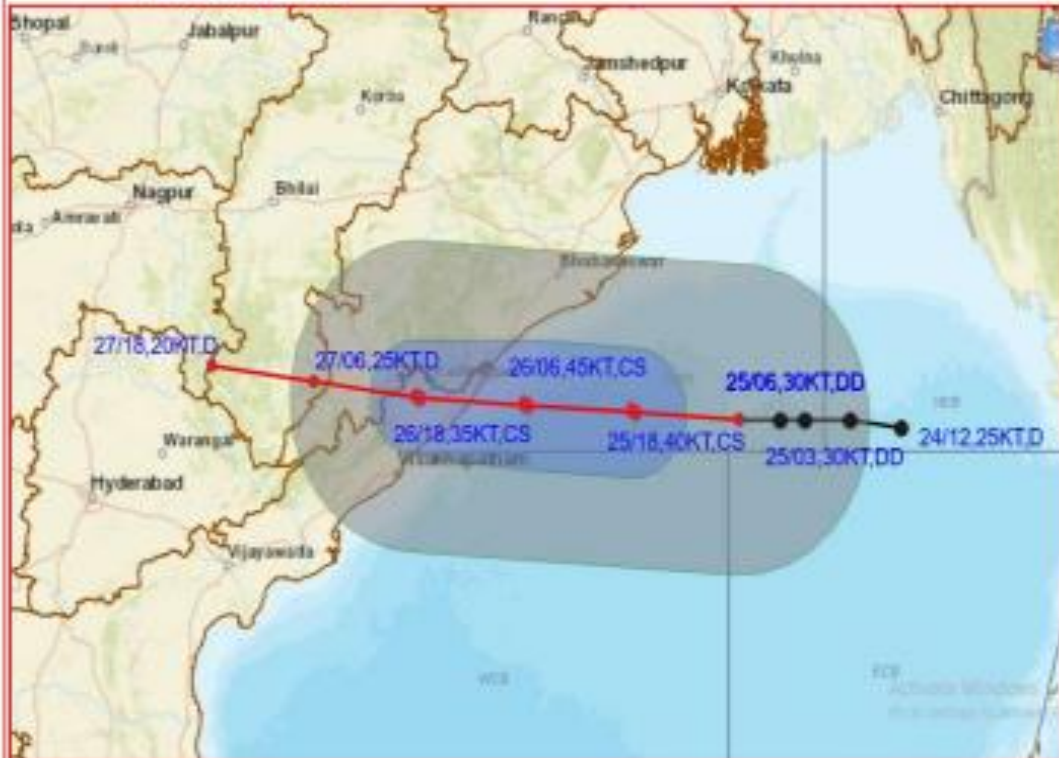 Bhopal
Jabalpur
Jamshedpur
Kolkata
Khulna
Chittagong
Korba
Nagpur
Bhilai
Amravati
Bhubaneswar
27/18,20KT,D
27/06,25KT,D
26/06,45KT,CS
25/06,30KT,DD
26/18,35KT,CS
25/18,40KT,CS
25/03,30KT,DD
24/12,25KT,D
Warangal
Visakhapatnam
Hyderabad
Vijayawada